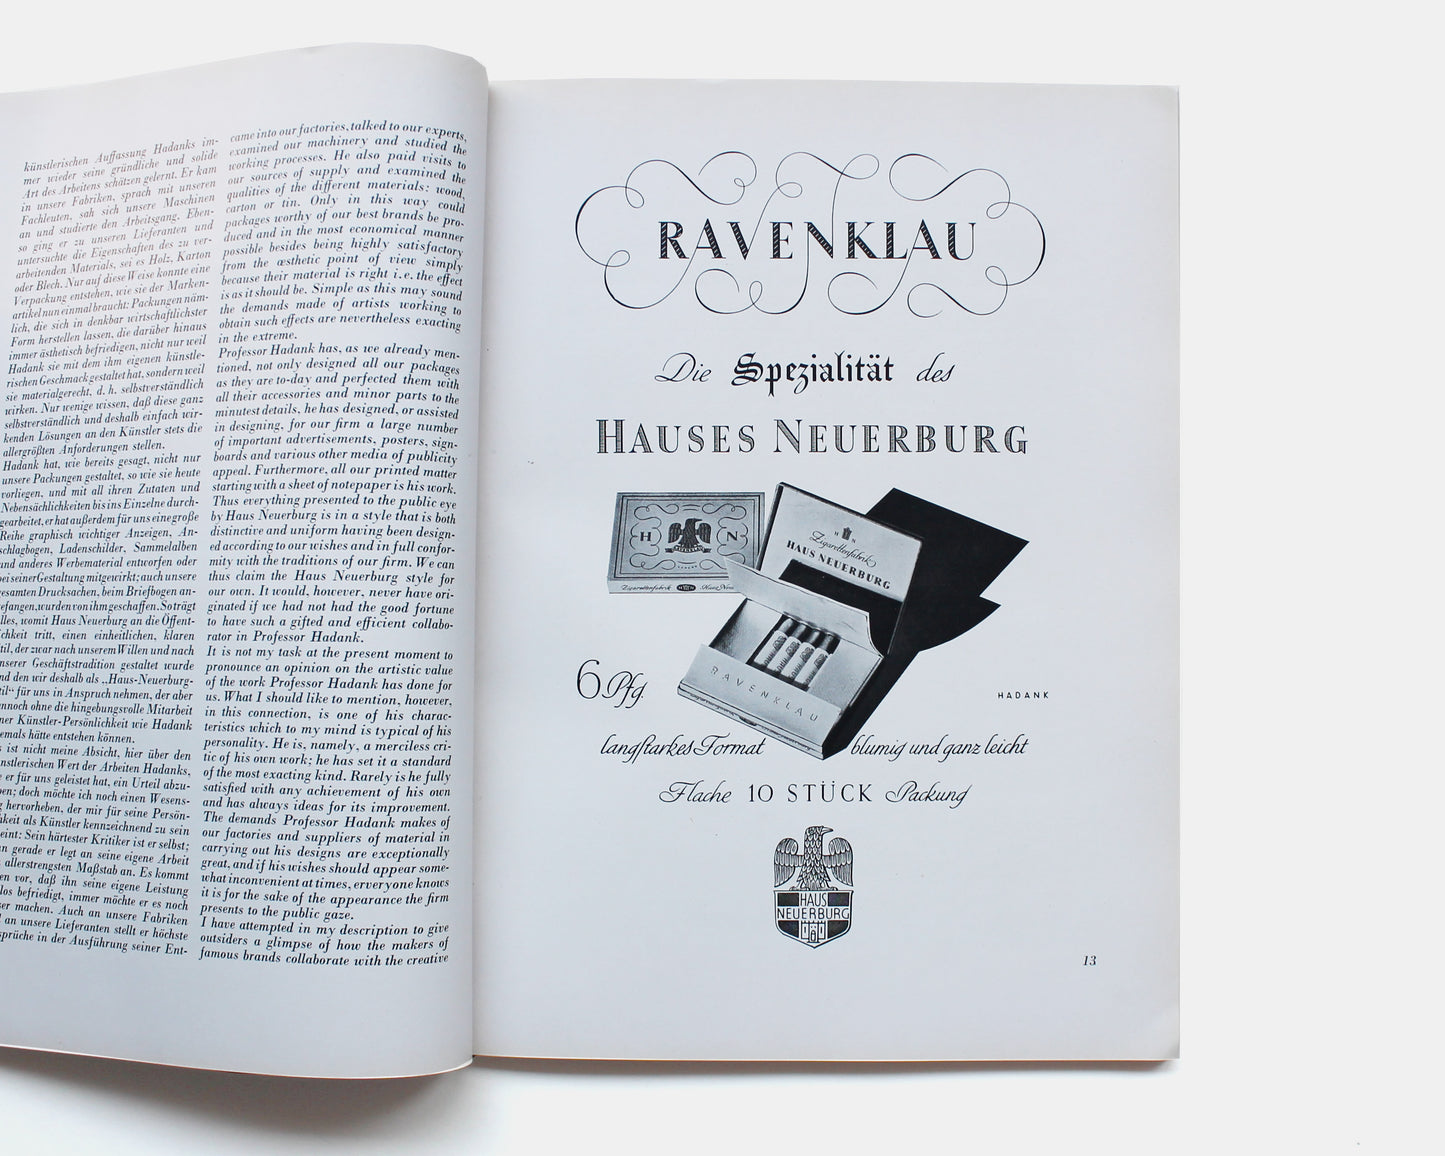 künstlerischen Auffassung Hadanks im-
mer wieder seine gründliche und solide
Art des Arbeitens schätzen gelernt. Er kam
in unsere Fabriken, sprach mit unseren
Fachleuten, sah sich unsere Maschinen
an und studierte den Arbeitsgang. Eben-
so ging er zu unseren Lieferanten und
untersuchte die Eigenschaften des zu ver-
arbeitenden Materials, sei es Holz, Karton
oder Blech. Nur auf diese Weise konnte eine
Verpackung entstehen, wie sie der Marken-
artikel nun einmal braucht: Packungen näm-
lich, die sich in denkbar wirtschaftlichster
Form herstellen lassen, die darüber hinaus
immer ästhetisch befriedigen, nicht nur weil
Hadank sie mit dem ihm eigenen künstle-
rischen Geschmack gestaltet hat, sondern weil
sie materialgerecht, d. h. selbstverständlich
wirken. Nur wenige wissen, daß diese ganz
selbstverständlich und deshalb einfach wir-
kenden Lösungen an den Künstler stets die
allergrößten Anforderungen stellen.
Hadank hat, wie bereits gesagt, nicht nur
unsere Packungen gestaltet, so wie sie heute
vorliegen, und mit all ihren Zutaten und
Nebensächlichkeiten bis ins Einzelne durch-
gearbeitet, er hat außerdem für uns eine große
Reihe graphisch wichtiger Anzeigen, An-
schlagbogen, Ladenschilder, Sammelalben
und anderes Werbematerial entworfen oder
bei seiner Gestaltung mitgewirkt; auch unsere
gesamten Drucksachen, beim Briefbogen an-
gefangen, wurden von ihm geschaffen. So trägt
alles, womit Haus Neuerburg an die Öffent-
lichkeit tritt, einen einheitlichen, klaren
Stil, der zwar nach unserem Willen und nach
unserer Geschäftstradition gestaltet wurde
und den wir deshalb als „Haus-Neuerburg-
Stil“ für uns in Anspruch nehmen, der aber
dennoch ohne die hingebungsvolle Mitarbeit
einer Künstler-Persönlichkeit wie Hadank
niemals hätte entstehen können.
ist nicht meine Absicht, hier über den
künstlerischen Wert der Arbeiten Hadanks,
er für uns geleistet hat, ein Urteil abzu-
doch möchte ich noch einen Wesens-
hervorheben, der mir für seine Persön-
als Künstler kennzeichnend zu sein
Sein härtester Kritiker ist er selbst;
gerade er legt an seine eigene Arbeit
allerstrengsten Maßstab an. Es kommt
vor, daß ihn seine eigene Leistung
befriedigt, immer möchte er es noch
machen. Auch an unsere Fabriken
an unsere Lieferanten stellt er höchste
in der Ausführung seiner Ent-
came into our factories, talked to our experts,
examined our machinery and studied the
working processes. He also paid visits to
our sources of supply and examined the
qualities of the different materials: wood,
carton or tin. Only in this way could
packages worthy of our best brands be pro-
duced and in the most economical manner
possible besides being highly satisfactory
from the æsthetic point of view simply
because their material is right i. e. the effect
is as it should be. Simple as this may sound
the demands made of artists working to
obtain such effects are nevertheless exacting
in the extreme.
Professor Hadank has, as we already men-
tioned, not only designed all our packages
as they are to-day and perfected them with
all their accessories and minor parts to the
minutest details, he has designed, or assisted
in designing, for our firm a large number
of important advertisements, posters, sign-
boards and various other media of publicity
appeal. Furthermore, all our printed matter
starting with a sheet of notepaper is his work.
Thus everything presented to the public eye
by Haus Neuerburg is in a style that is both
distinctive and uniform having been design-
ed according to our wishes and in full confor-
mity with the traditions of our firm. We can
thus claim the Haus Neuerburg style for
our own. It would, however, never have ori-
ginated if we had not had the good fortune
to have such a gifted and efficient collabo-
rator in Professor Hadank.
It is not my task at the present moment to
pronounce an opinion on the artistic value
of the work Professor Hadank has done for
us. What I should like to mention, however,
in this connection, is one of his charac-
teristics which to my mind is typical of his
personality. He is, namely, a merciless cri-
tic of his own work; he has set it a standard
of the most exacting kind. Rarely is he fully
satisfied with any achievement of his own
and has always ideas for its improvement.
The demands Professor Hadank makes of
our factories and suppliers of material in
carrying out his designs are exceptionally
great, and if his wishes should appear some-
what inconvenient at times, erveryone knows
it is for the sake of the appearance the firm
presents to the public gaze.
I have attempted in my description to give
outsiders a glimpse of how the makers of
famous brands collaborate with the creative
RAVENKLAU
Die Spezialität des
HAUSES NEUERBURG
H N
Zigarettenfabrik Haus Neu
H N
Zigarettenfabrik
HAUS NEUERBURG
RAVENKLAU
6 Pfg.
HADANK
langstarkes Format blumig und ganz leicht
Flache 10 STÜCK Packung
HAUS
NEUERBURG
13